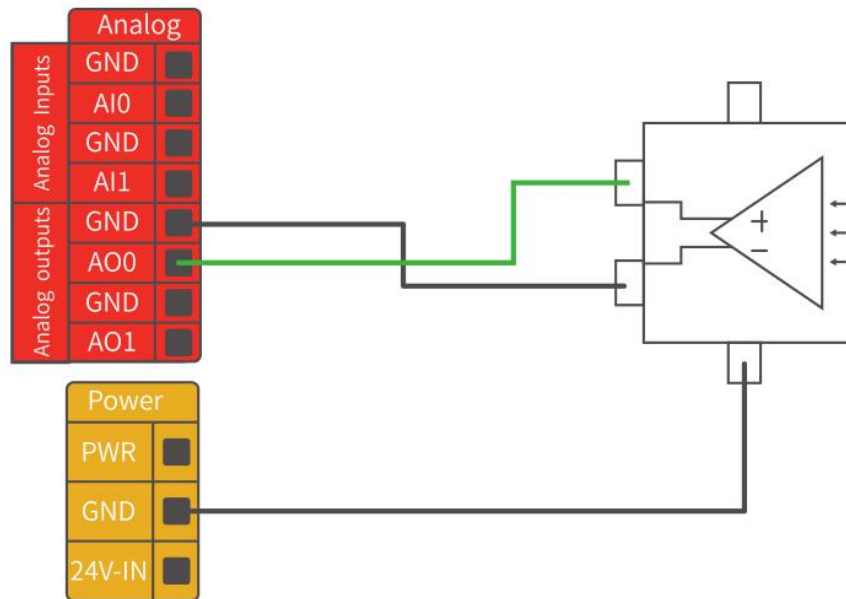 Analog
Analog Inputs
GND
AI0
GND
AI1
Analog outputs
GND
AO0
GND
AO1
+
−
Power
PWR
GND
24V-IN